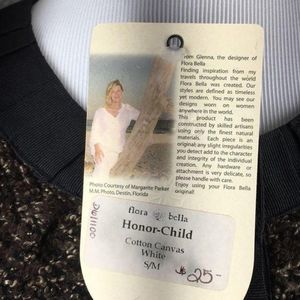 From Glenna, the designer of
Flora Bella
Finding inspiration from my
travels throughout the world
Flora Bella was created. Our
styles are defined as timeless
yet modern. You may see our
designs worn on women
anywhere in the world.
This product has been
constructed by skilled artisans
using only the finest natural
materials. Each piece is an
original; any slight irregularities
you detect add to the character
and integrity of the individual
creation. Any hardware or
attachment is very delicate, so
please handle with care.
Enjoy using your Flora Bella
original!
Photo Courtesy of Margarite Parker
M.M. Photo, Destin, Florida
flora bella
Honor-Child
Cotton Canvas
White
S/M
$25-